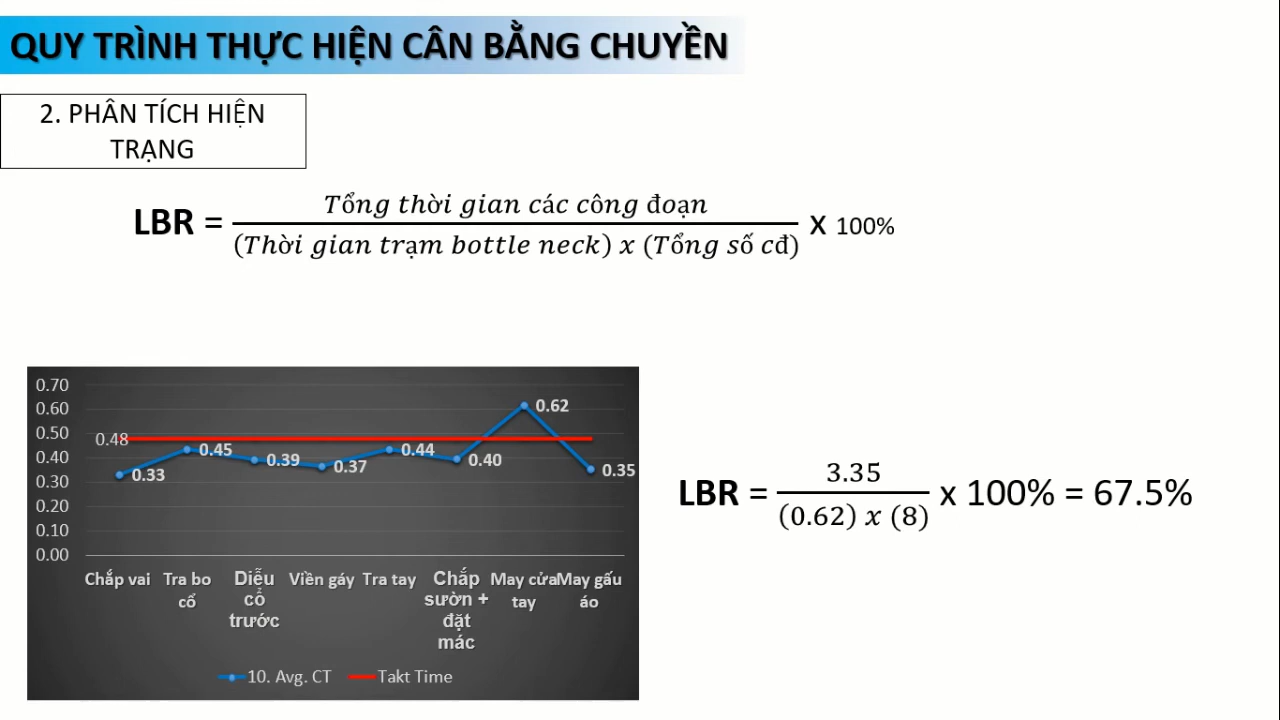 QUY TRÌNH THỰC HIỆN CÂN BẰNG CHUYỀN
2. PHÂN TÍCH HIỆN
TRẠNG
LBR = Tổng thời gian các công đoạn / (Thời gian trạm bottle neck) x (Tổng số cđ) X 100%
0.70
0.60
0.50
0.40
0.30
0.20
0.10
0.00
0.48
0.33
0.45
0.39
0.37
0.44
0.40
0.62
0.35
Chắp vai
Tra bo
cổ
Diễu
cổ
trước
Viền gáy
Tra tay
Chắp
sườn +
đặt
mác
May cửa
tay
May gấu
áo
10. Avg. CT
Takt Time
LBR = 3.35 / (0.62) x (8) x 100% = 67.5%